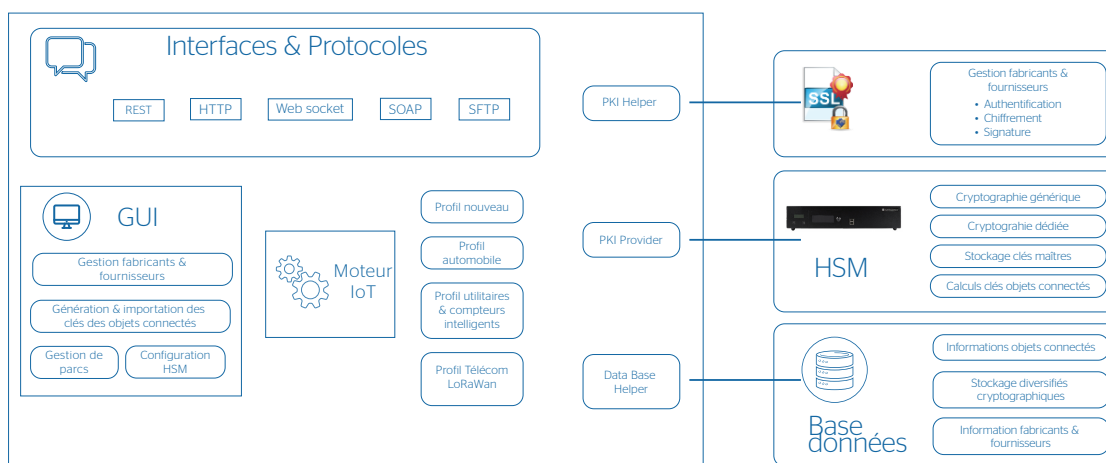 Interfaces & Protocoles
REST
HTTP
Web socket
SOAP
SFTP
GUI
Gestion fabricants &
fournisseurs
Génération & importation des
clés des objets connectés
Gestion de
parcs
Configuration
HSM
Moteur
IoT
Profil nouveau
Profil
automobile
Profil utilitaires
& compteurs
intelligents
Profil Télécom
LoRaWan
PKI Helper
PKI Provider
Data Base
Helper
SSL
Gestion fabricants &
fournisseurs
• Authentification
• Chiffrement
• Signature
HSM
Cryptographie générique
Cryptograhie dédiée
Stockage clés maîtres
Calculs clés objets connectés
Base
données
Informations objets connectés
Stockage diversifiés
cryptographiques
Information fabricants &
fournisseurs